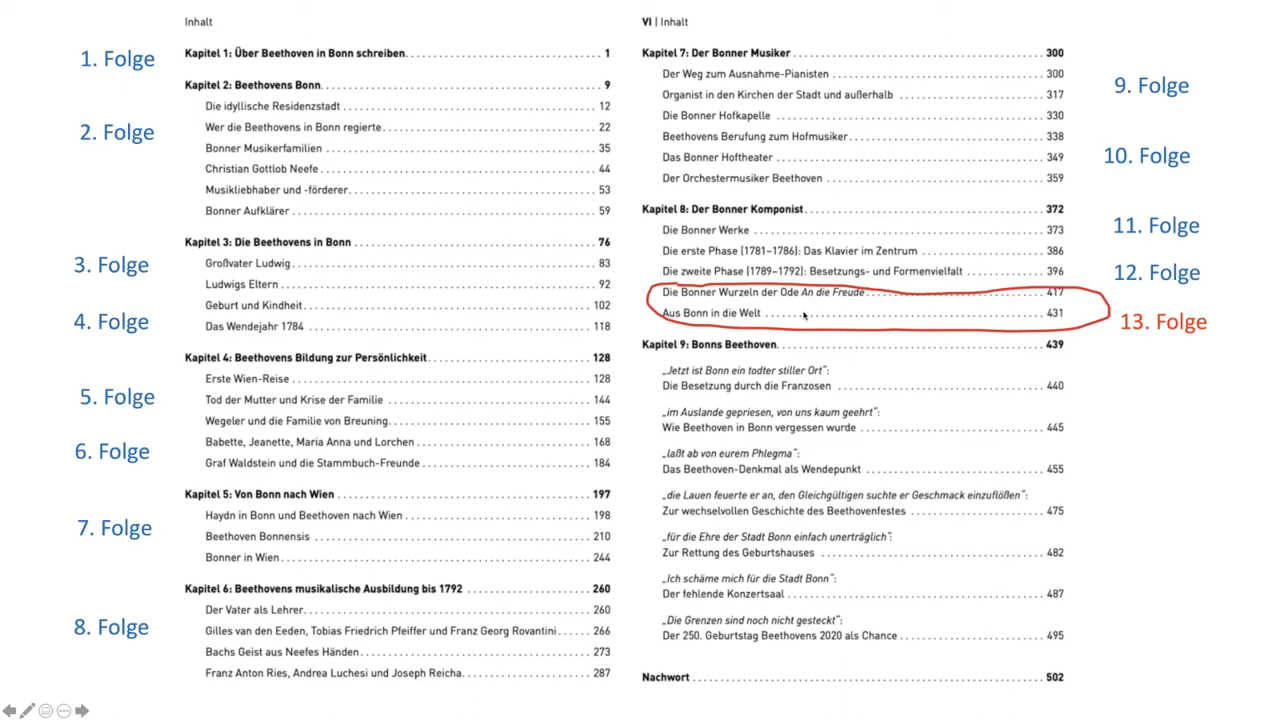 Inhalt
1. Folge
Kapitel 1: Über Beethoven in Bonn schreiben. 1
Kapitel 2: Beethovens Bonn. 9
Die idyllische Residenzstadt 12
2. Folge
Wer die Beethovens in Bonn regierte 22
Bonner Musikerfamilien 35
Christian Gottlob Neefe 44
Musikliebhaber und -förderer 53
Bonner Aufklärer 59
Kapitel 3: Die Beethovens in Bonn 76
3. Folge
Großvater Ludwig 83
Ludwigs Eltern 92
Geburt und Kindheit 102
4. Folge
Das Wendejahr 1784 118
Kapitel 4: Beethovens Bildung zur Persönlichkeit 128
Erste Wien-Reise 128
5. Folge
Tod der Mutter und Krise der Familie 144
Wegeler und die Familie von Breuning 155
Babette, Jeanette, Maria Anna und Lorchen 168
6. Folge
Graf Waldstein und die Stammbuch-Freunde 184
Kapitel 5: Von Bonn nach Wien 197
Haydn in Bonn und Beethoven nach Wien 198
7. Folge
Beethoven Bonnensis 210
Bonner in Wien 244
Kapitel 6: Beethovens musikalische Ausbildung bis 1792 260
Der Vater als Lehrer 260
8. Folge
Gilles van den Eeden, Tobias Friedrich Pfeiffer und Franz Georg Rovantini 266
Bachs Geist aus Neefes Händen 273
Franz Anton Ries, Andrea Luchesi und Joseph Reicha 287
VI | Inhalt
Kapitel 7: Der Bonner Musiker 300
Der Weg zum Ausnahme-Pianisten 300
9. Folge
Organist in den Kirchen der Stadt und außerhalb 317
Die Bonner Hofkapelle 330
Beethovens Berufung zum Hofmusiker 338
Das Bonner Hoftheater 349
10. Folge
Der Orchestermusiker Beethoven 359
Kapitel 8: Der Bonner Komponist 372
11. Folge
Die Bonner Werke 373
Die erste Phase (1781–1786): Das Klavier im Zentrum 386
Die zweite Phase (1789–1792): Besetzungs- und Formenvielfalt 396
12. Folge
Die Bonner Wurzeln der Ode An die Freude 417
Aus Bonn in die Welt 431
13. Folge
Kapitel 9: Bonns Beethoven. 439
„Jetzt ist Bonn ein todter stiller Ort“:
Die Besetzung durch die Franzosen 440
„im Auslande gepriesen, von uns kaum geehrt“:
Wie Beethoven in Bonn vergessen wurde 445
„laßt ab von eurem Phlegma“:
Das Beethoven-Denkmal als Wendepunkt 455
„die Lauen feuerte er an, den Gleichgültigen suchte er Geschmack einzuflößen“:
Zur wechselvollen Geschichte des Beethovenfestes 475
„für die Ehre der Stadt Bonn einfach unerträglich“:
Zur Rettung des Geburtshauses 482
„Ich schäme mich für die Stadt Bonn“:
Der fehlende Konzertsaal 487
„Die Grenzen sind noch nicht gesteckt“:
Der 250. Geburtstag Beethovens 2020 als Chance 495
Nachwort 502